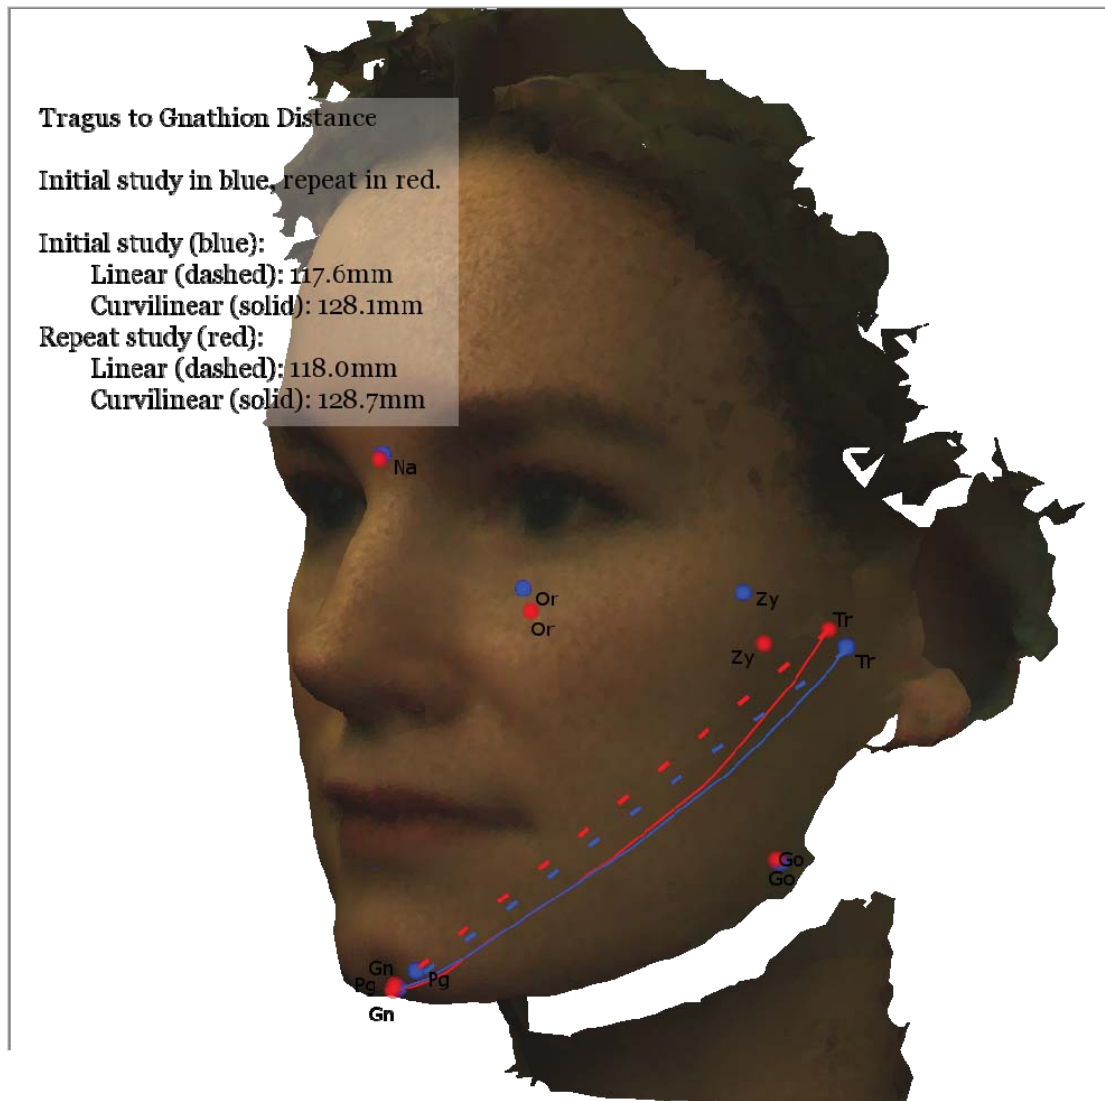 Tragus to Gnathion Distance
Initial study in blue, repeat in red.
Initial study (blue):
Linear (dashed): 117.6mm
Curvilinear (solid): 128.1mm
Repeat study (red):
Linear (dashed): 118.0mm
Curvilinear (solid): 128.7mm
Na
Or
Zy
Or
Tr
Zy
Tr
Go
Go
Gn
Pg
Pg
Gn